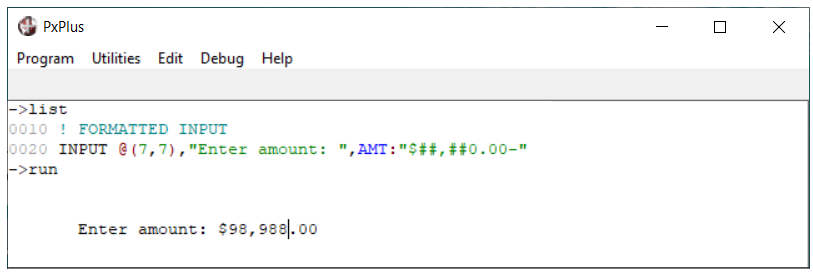 PxPlus
Program Utilities Edit Debug Help
->list
0010 ! FORMATTED INPUT
0020 INPUT @(7,7),"Enter amount: ",AMT:"$##,##0.00-"
->run
Enter amount: $98,988.00